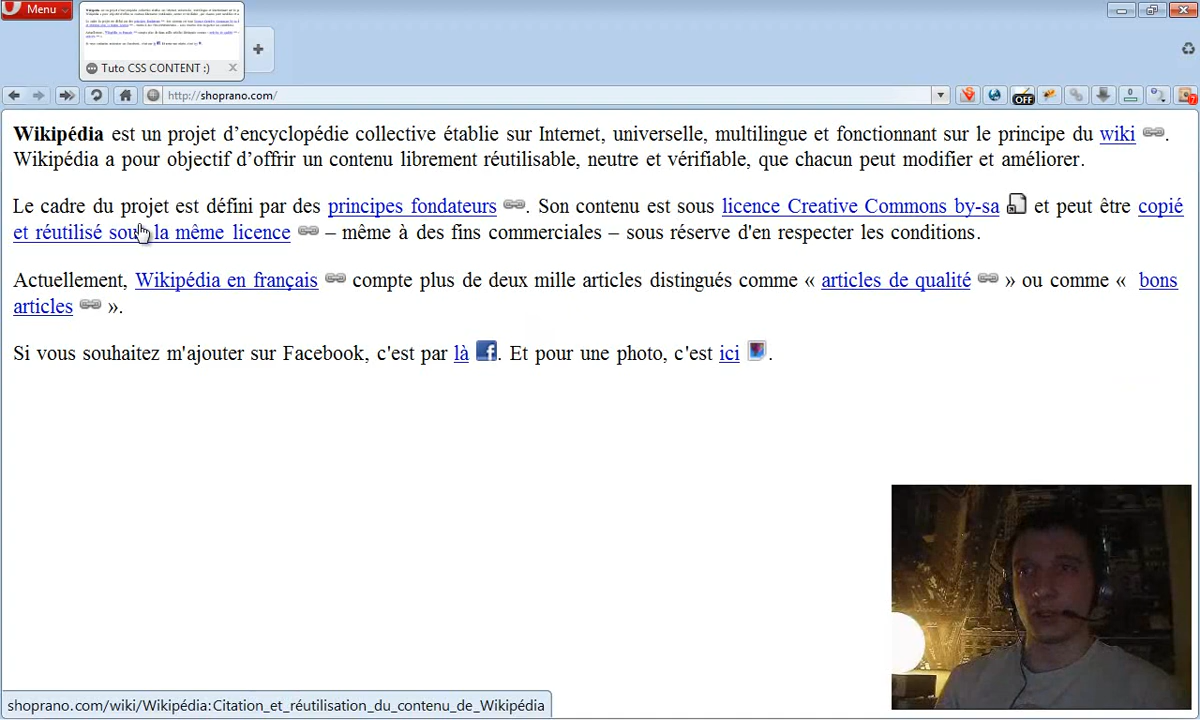 Menu
Tuto CSS CONTENT :)
http://shoprano.com/
OFF
0
7
Wikipédia est un projet d’encyclopédie collective établie sur Internet, universelle, multilingue et fonctionnant sur le principe du wiki .
Wikipédia a pour objectif d’offrir un contenu librement réutilisable, neutre et vérifiable, que chacun peut modifier et améliorer.
Le cadre du projet est défini par des principes fondateurs . Son contenu est sous licence Creative Commons by-sa et peut être copié
et réutilisé sous la même licence – même à des fins commerciales – sous réserve d'en respecter les conditions.
Actuellement, Wikipédia en français compte plus de deux mille articles distingués comme « articles de qualité » ou comme « bons
articles ».
Si vous souhaitez m'ajouter sur Facebook, c'est par là . Et pour une photo, c'est ici .
shoprano.com/wiki/Wikipédia:Citation_et_réutilisation_du_contenu_de_Wikipédia